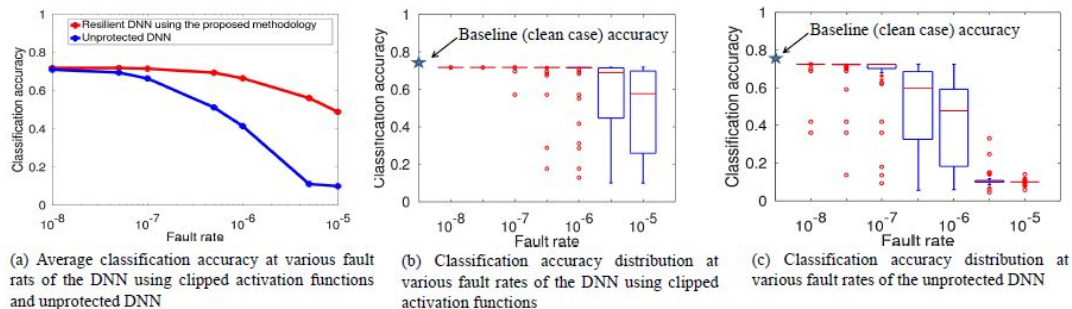 Resilient DNN using the proposed methodology
Unprotected DNN
Classification accuracy
1
0.8
0.6
0.4
0.2
0
10-8
10-7
10-6
10-5
Fault rate
(a) Average classification accuracy at various fault
rats of the DNN using clipped activation functions
and unprotected DNN
Baseline (clean case) accuracy
Classification accuracy
1
0.8
0.6
0.4
0.2
0
10-8
10-7
10-6
10-5
Fault rate
(b) Classification accuracy distribution at
various fault rates of the DNN using clipped
activation functions
Baseline (clean case) accuracy
Classification accuracy
1
0.8
0.6
0.4
0.2
0
10-8
10-7
10-6
10-5
Fault rate
(c) Classification accuracy distribution at
various fault rates of the unprotected DNN